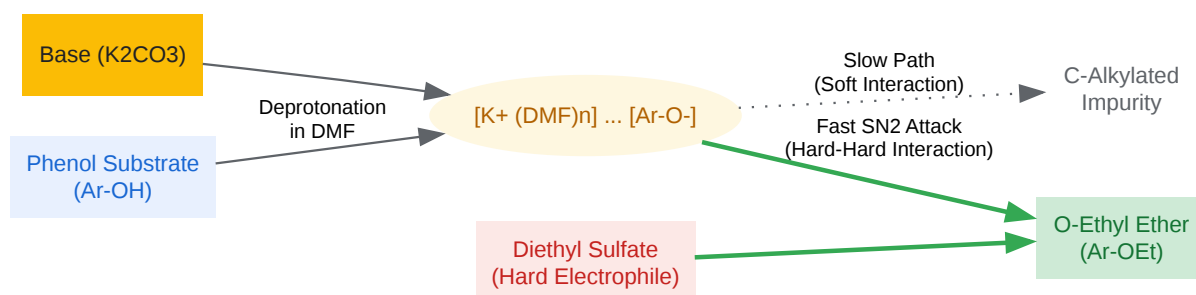 Base (K2CO3)
Phenol Substrate
(Ar-OH)
Deprotonation
in DMF
[K+ (DMF)n] ... [Ar-O-]
Slow Path
(Soft Interaction)
Fast SN2 Attack
(Hard-Hard Interaction)
C-Alkylated
Impurity
Diethyl Sulfate
(Hard Electrophile)
O-Ethyl Ether
(Ar-OEt)